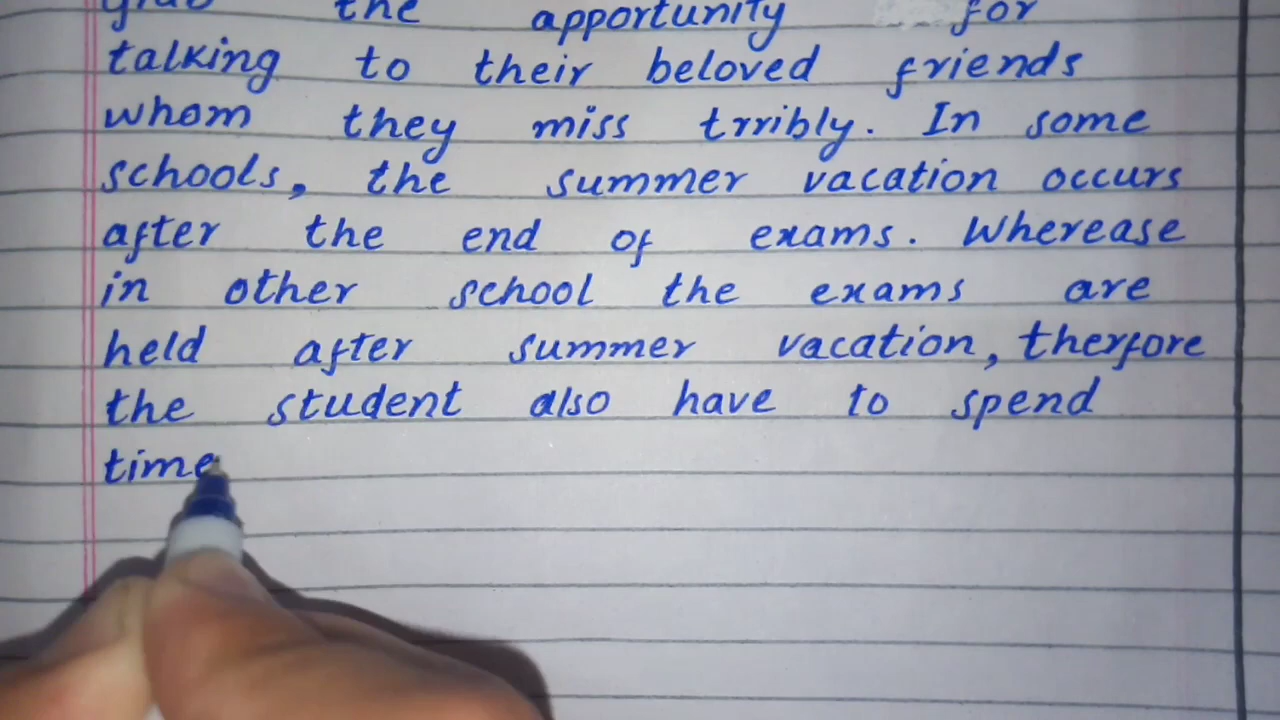 the apportunity for
talking to their beloved friends
whom they miss trribly. In some
schools, the summer vacation occurs
after the end of exams. Wherease
in other school the exams are
held after summer vacation, therfore
the student also have to spend
time